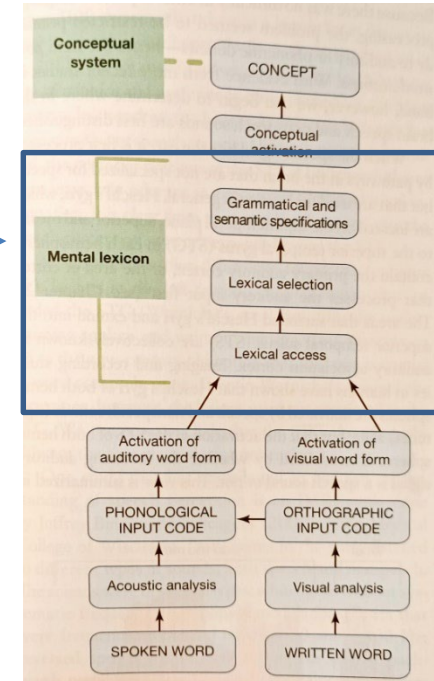 Conceptual
system
CONCEPT
Conceptual
activation
Grammatical and
semantic specifications
Mental lexicon
Lexical selection
Lexical access
Activation of
auditory word form
Activation of
visual word form
PHONOLOGICAL
INPUT CODE
ORTHOGRAPHIC
INPUT CODE
Acoustic analysis
Visual analysis
SPOKEN WORD
WRITTEN WORD